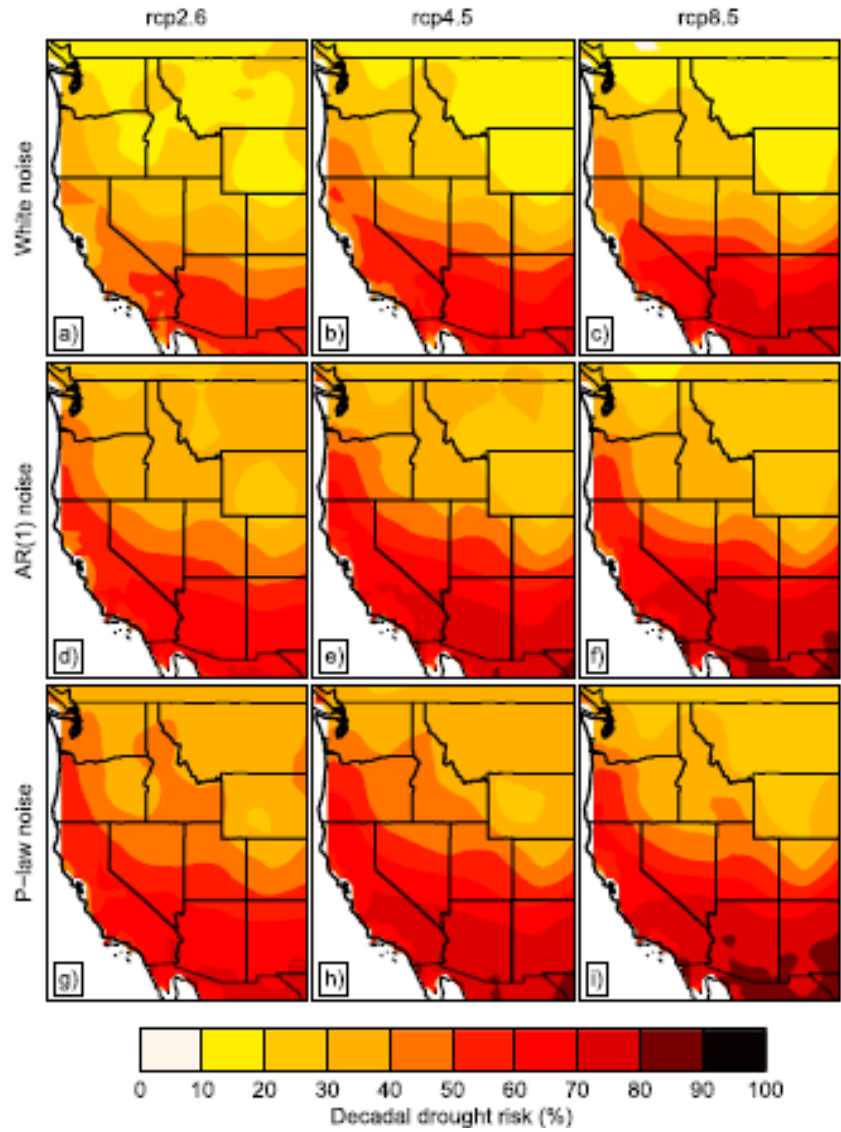 rcp2.6 rcp4.5 rcp8.5
White noise
a) b) c)
AR(1) noise
d) e) f)
P-law noise
g) h) i)
0 10 20 30 40 50 60 70 80 90 100
Decadal drought risk (%)